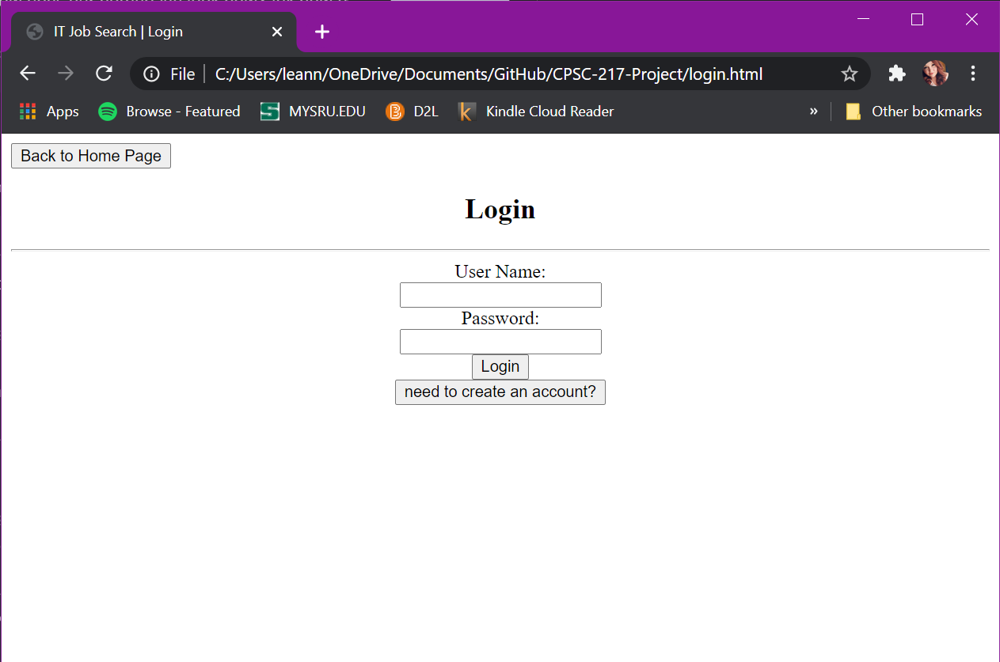 IT Job Search | Login
File C:/Users/leann/OneDrive/Documents/GitHub/CPSC-217-Project/login.html
Apps Browse - Featured MYSRU.EDU D2L Kindle Cloud Reader » Other bookmarks
Back to Home Page
Login
User Name:
Password:
Login
need to create an account?